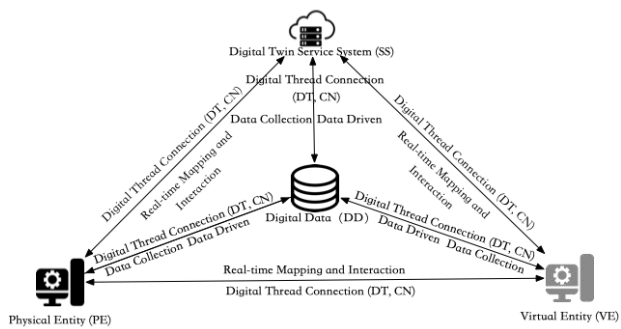 Digital Twin Service System (SS)
Digital Thread Connection
(DT, CN)
Data Collection Data Driven
Digital Thread Connection (DT, CN)
Real-time Mapping and
Interaction
Digital Thread Connection (DT, CN)
Real-time Mapping and
Interaction
Digital Data (DD)
Digital Thread Connection (DT, CN)
Data Collection Data Driven
Digital Thread Connection (DT, CN)
Data Driven Data Collection
Real-time Mapping and Interaction
Digital Thread Connection (DT, CN)
Physical Entity (PE)
Virtual Entity (VE)